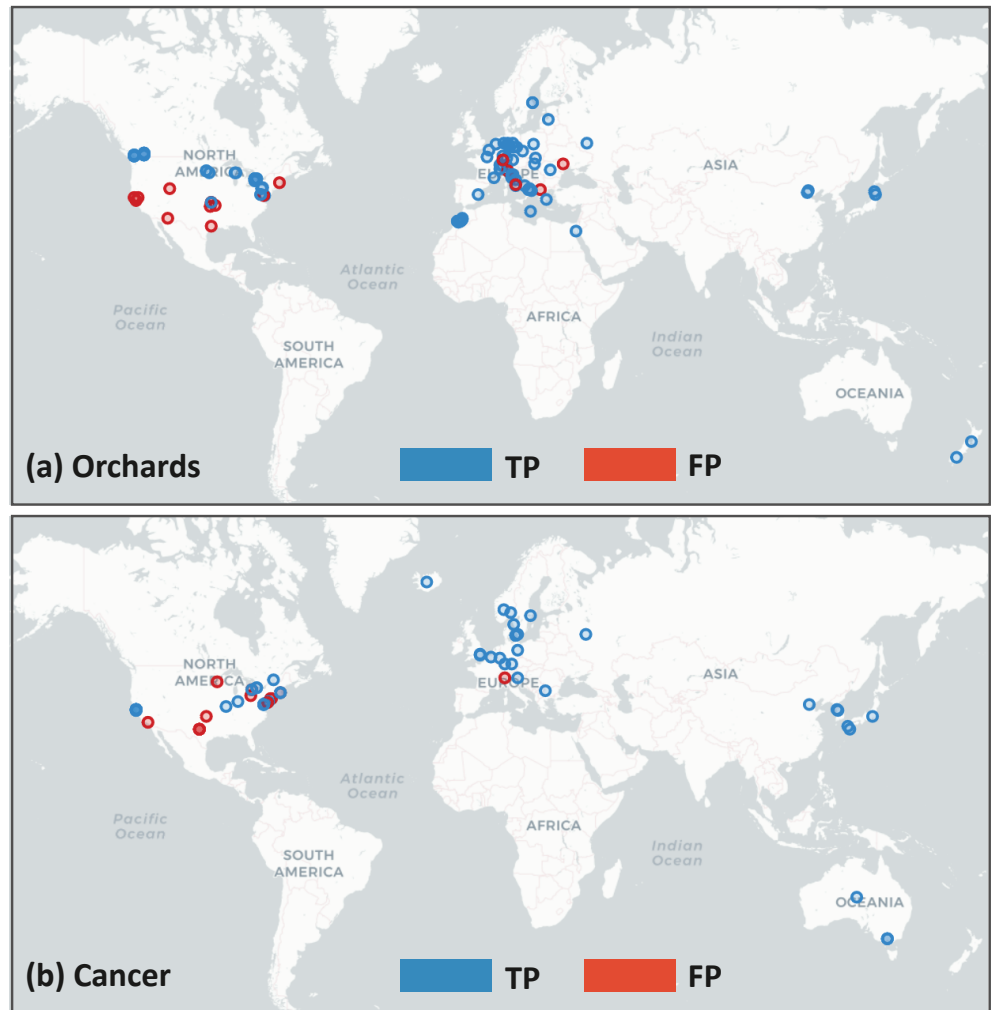 NORTH
AMERICA
EUROPE
ASIA
Atlantic
Ocean
Pacific
Ocean
AFRICA
Indian
Ocean
SOUTH
AMERICA
OCEANIA
(a) Orchards
TP
FP
NORTH
AMERICA
ASIA
EUROPE
Atlantic
Ocean
Pacific
Ocean
AFRICA
Indian
Ocean
SOUTH
AMERICA
OCEANIA
(b) Cancer
TP
FP